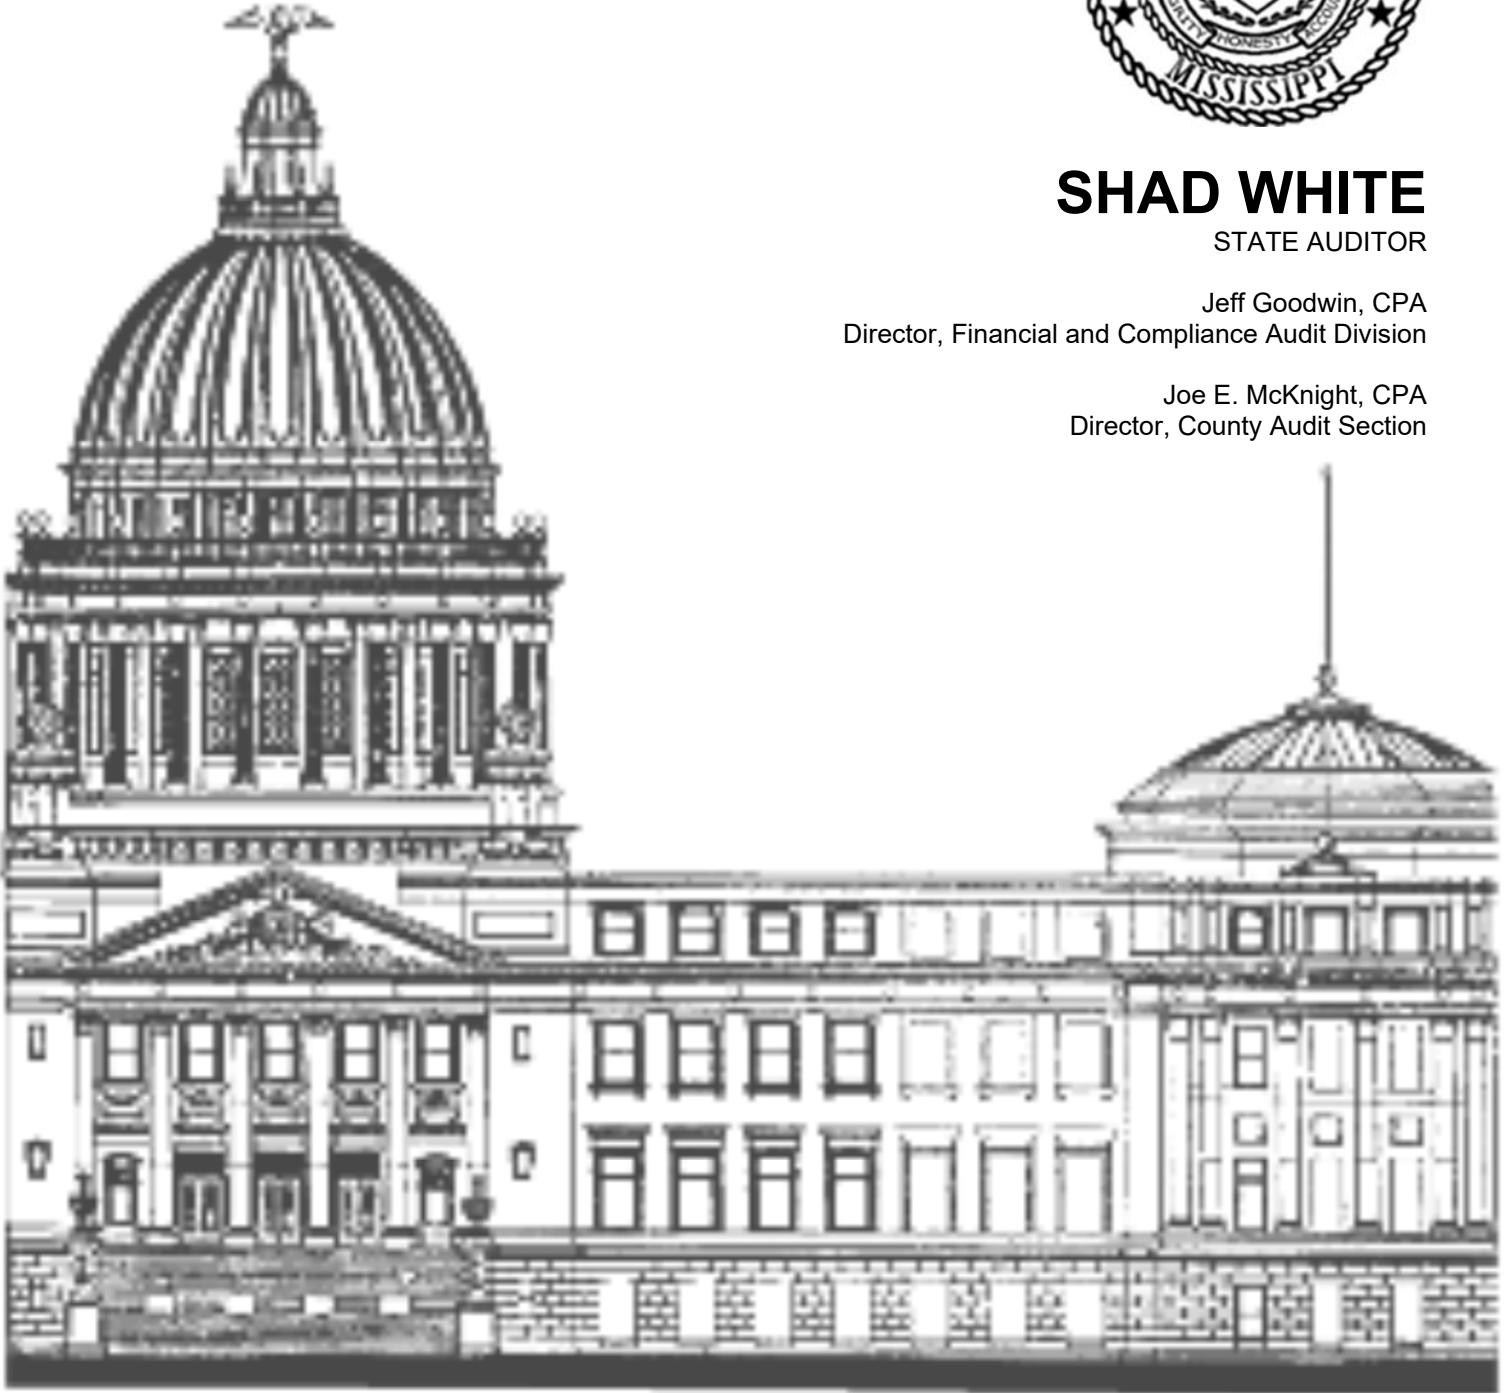 HONESTY
MISSISSIPPI
SHAD WHITE
STATE AUDITOR
Jeff Goodwin, CPA
Director, Financial and Compliance Audit Division
Joe E. McKnight, CPA
Director, County Audit Section